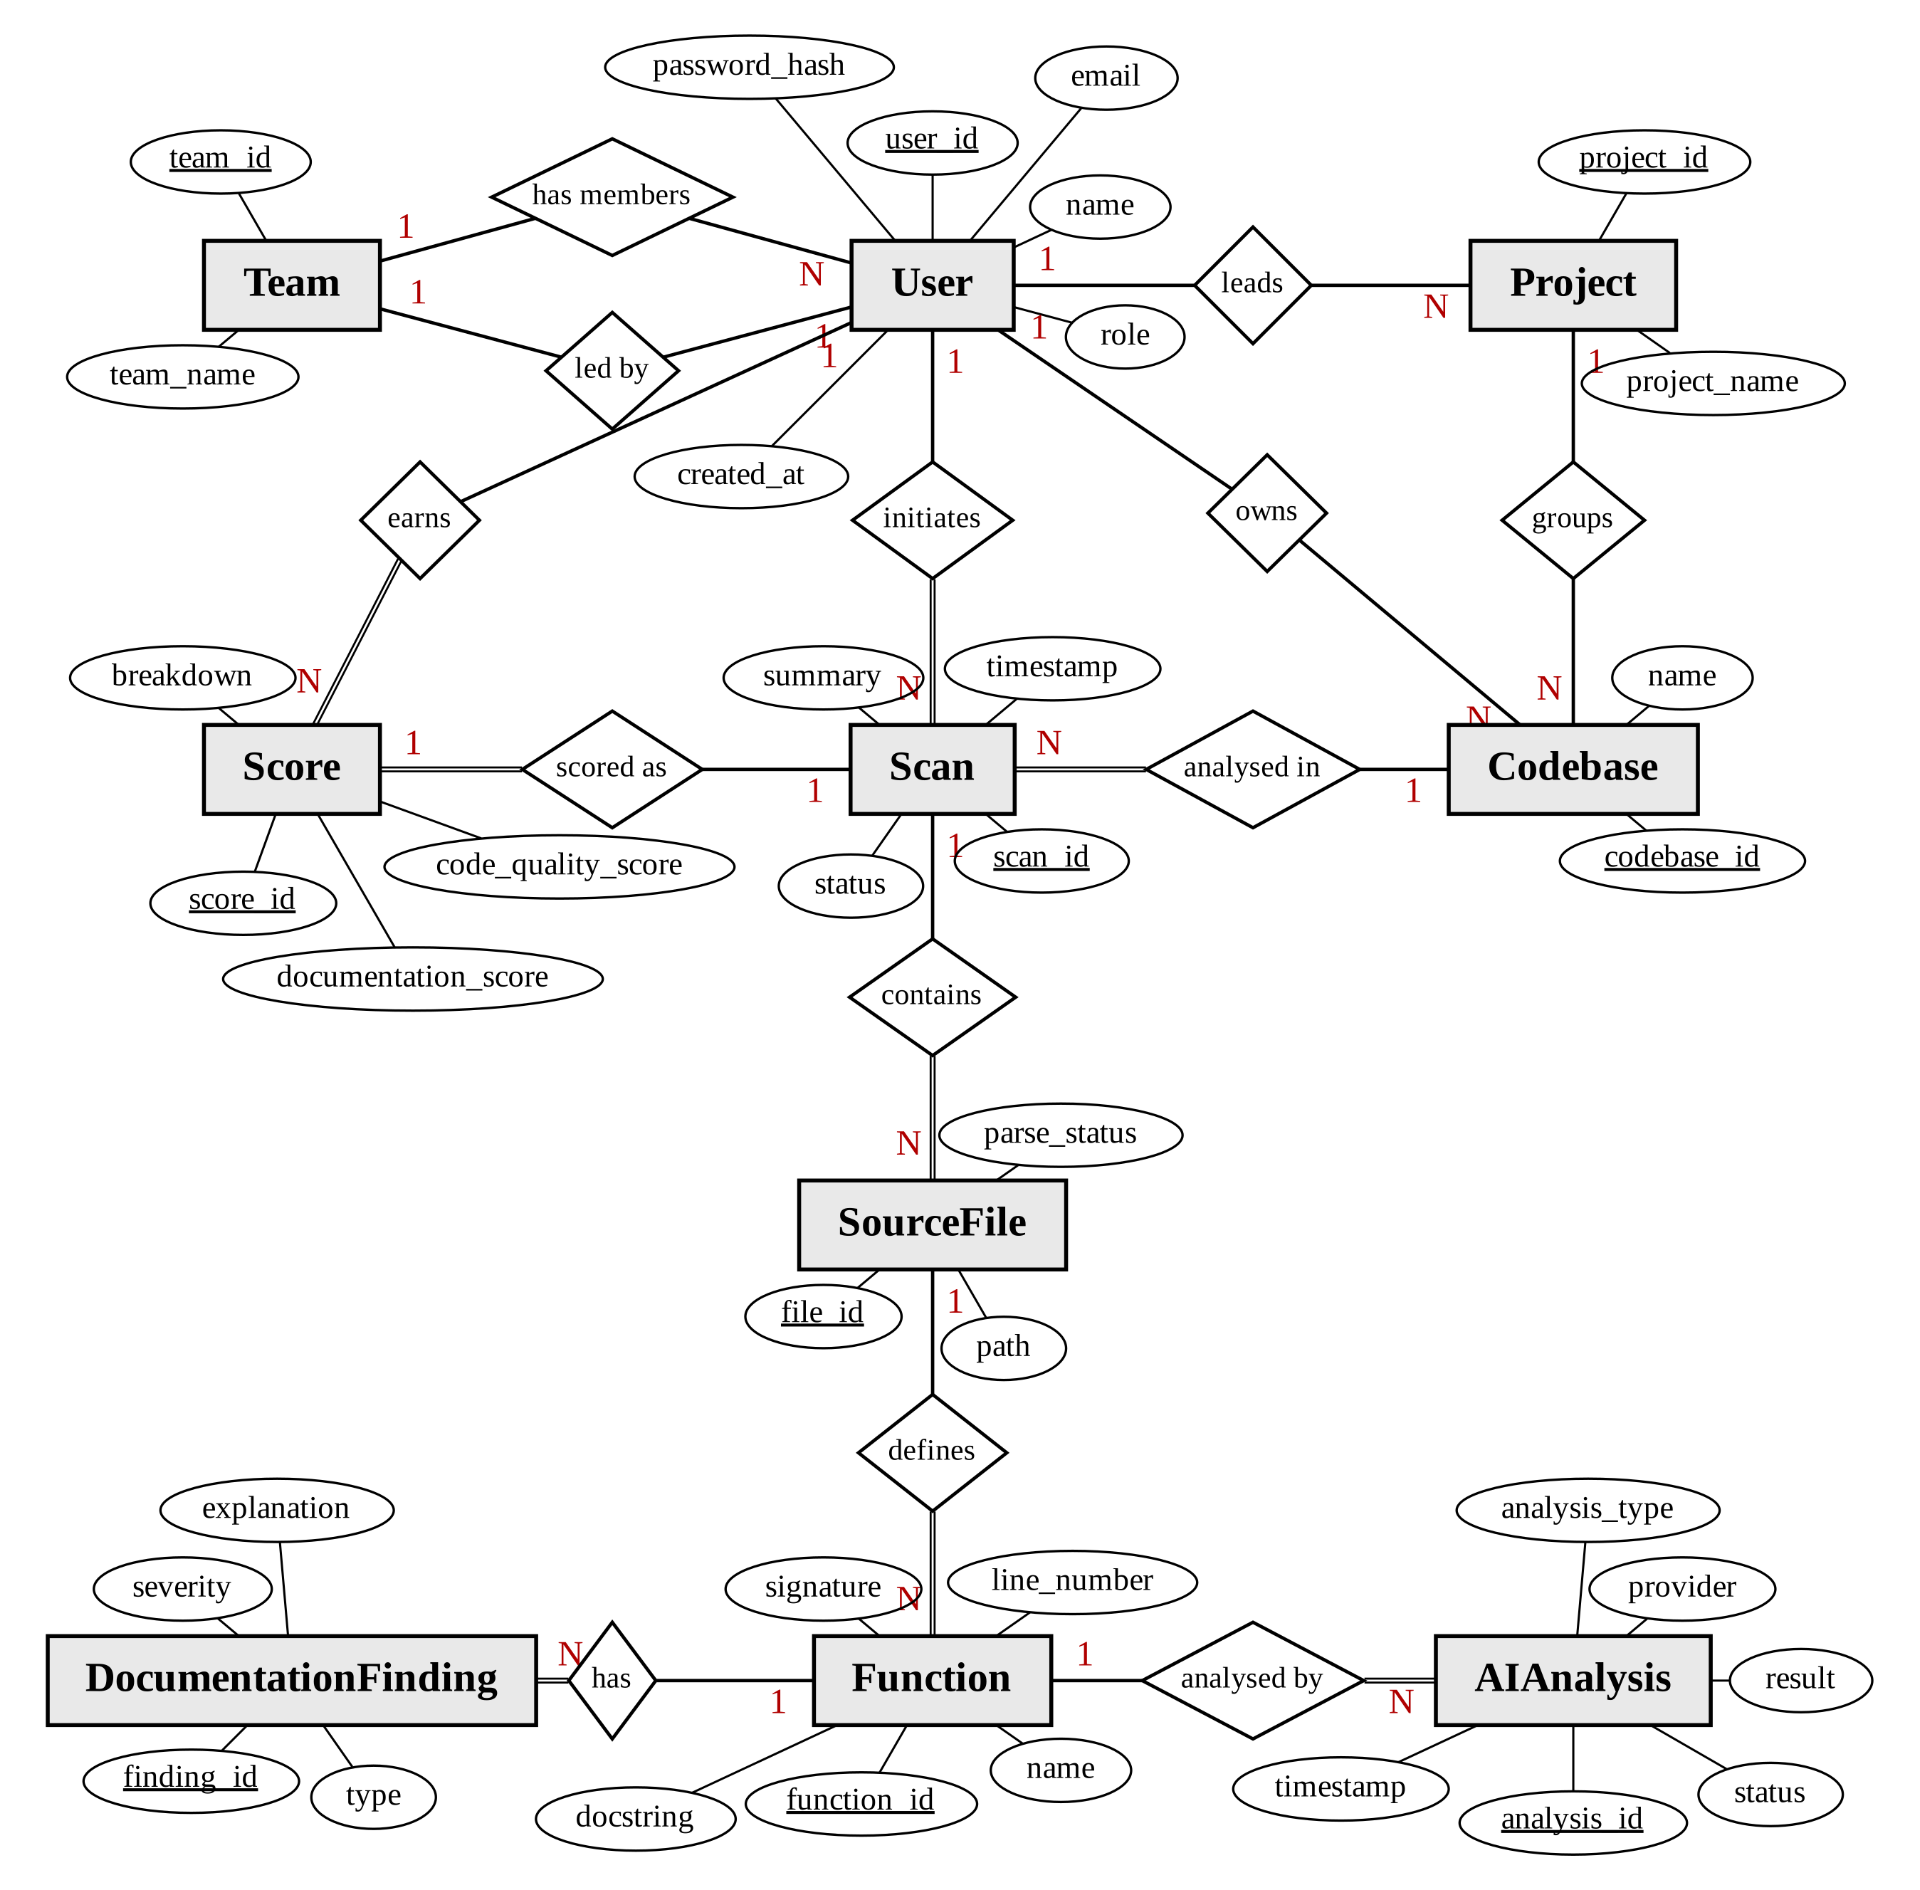 password_hash
email
user_id
team_id
project_id
has members
name
1
1
N
Team
User
leads
Project
1
N
1
role
1
led by
1
1
1
team_name
project_name
created_at
earns
initiates
owns
groups
breakdown
N
summary
N
timestamp
N
N
name
1
N
Score
scored as
Scan
analysed in
Codebase
1
1
code_quality_score
1
scan_id
codebase_id
status
score_id
documentation_score
contains
N
parse_status
SourceFile
file_id
1
path
defines
explanation
analysis_type
severity
signature
N
line_number
provider
N
1
DocumentationFinding
has
Function
analysed by
AIAnalysis
result
1
N
finding_id
type
docstring
function_id
name
timestamp
analysis_id
status